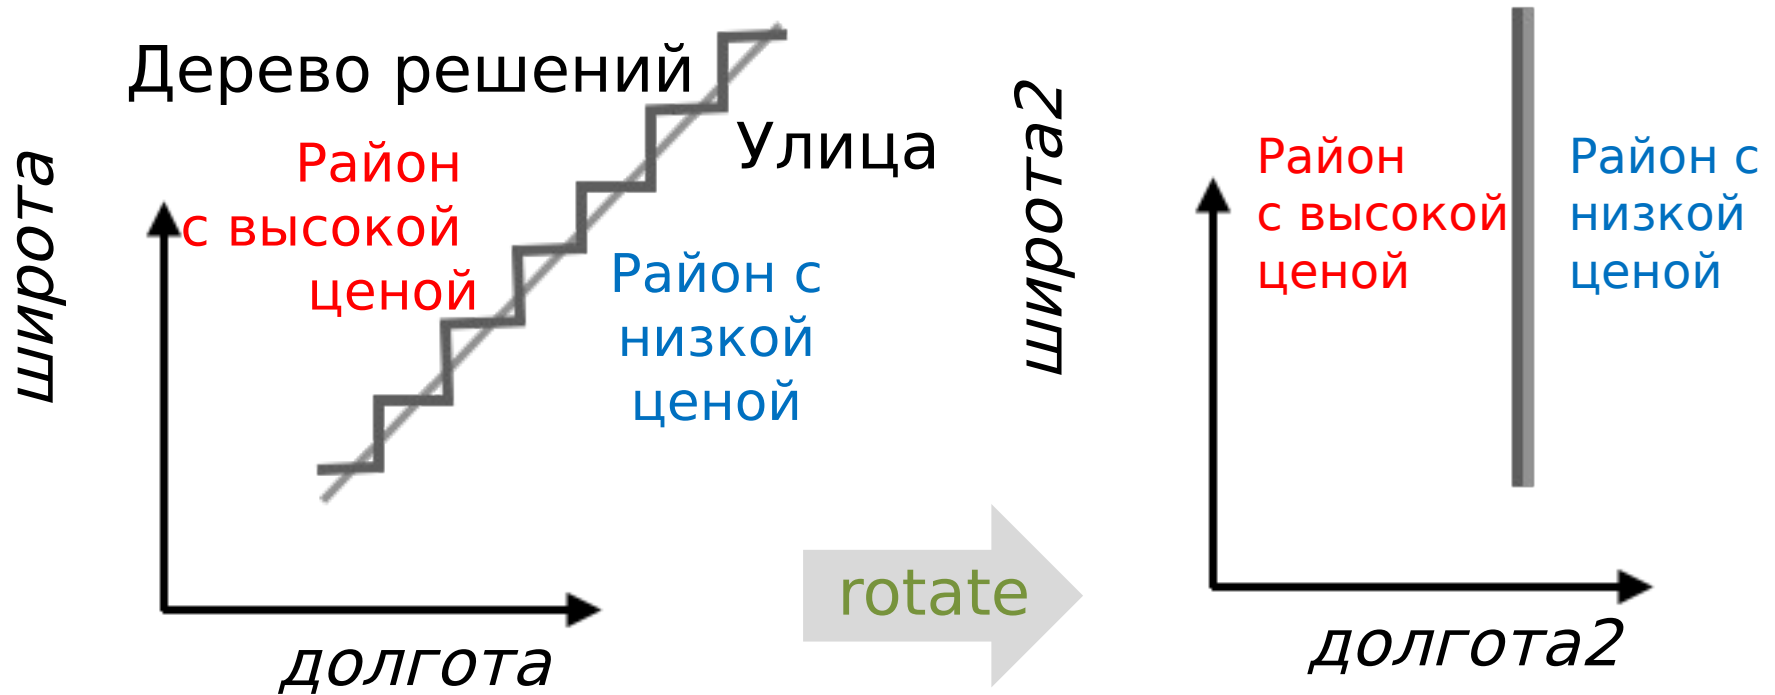 Дерево решений
Улица
широта
Район
с высокой
ценой
Район с
низкой
ценой
долгота
rotate
широта2
Район
с высокой
ценой
Район с
низкой
ценой
долгота2